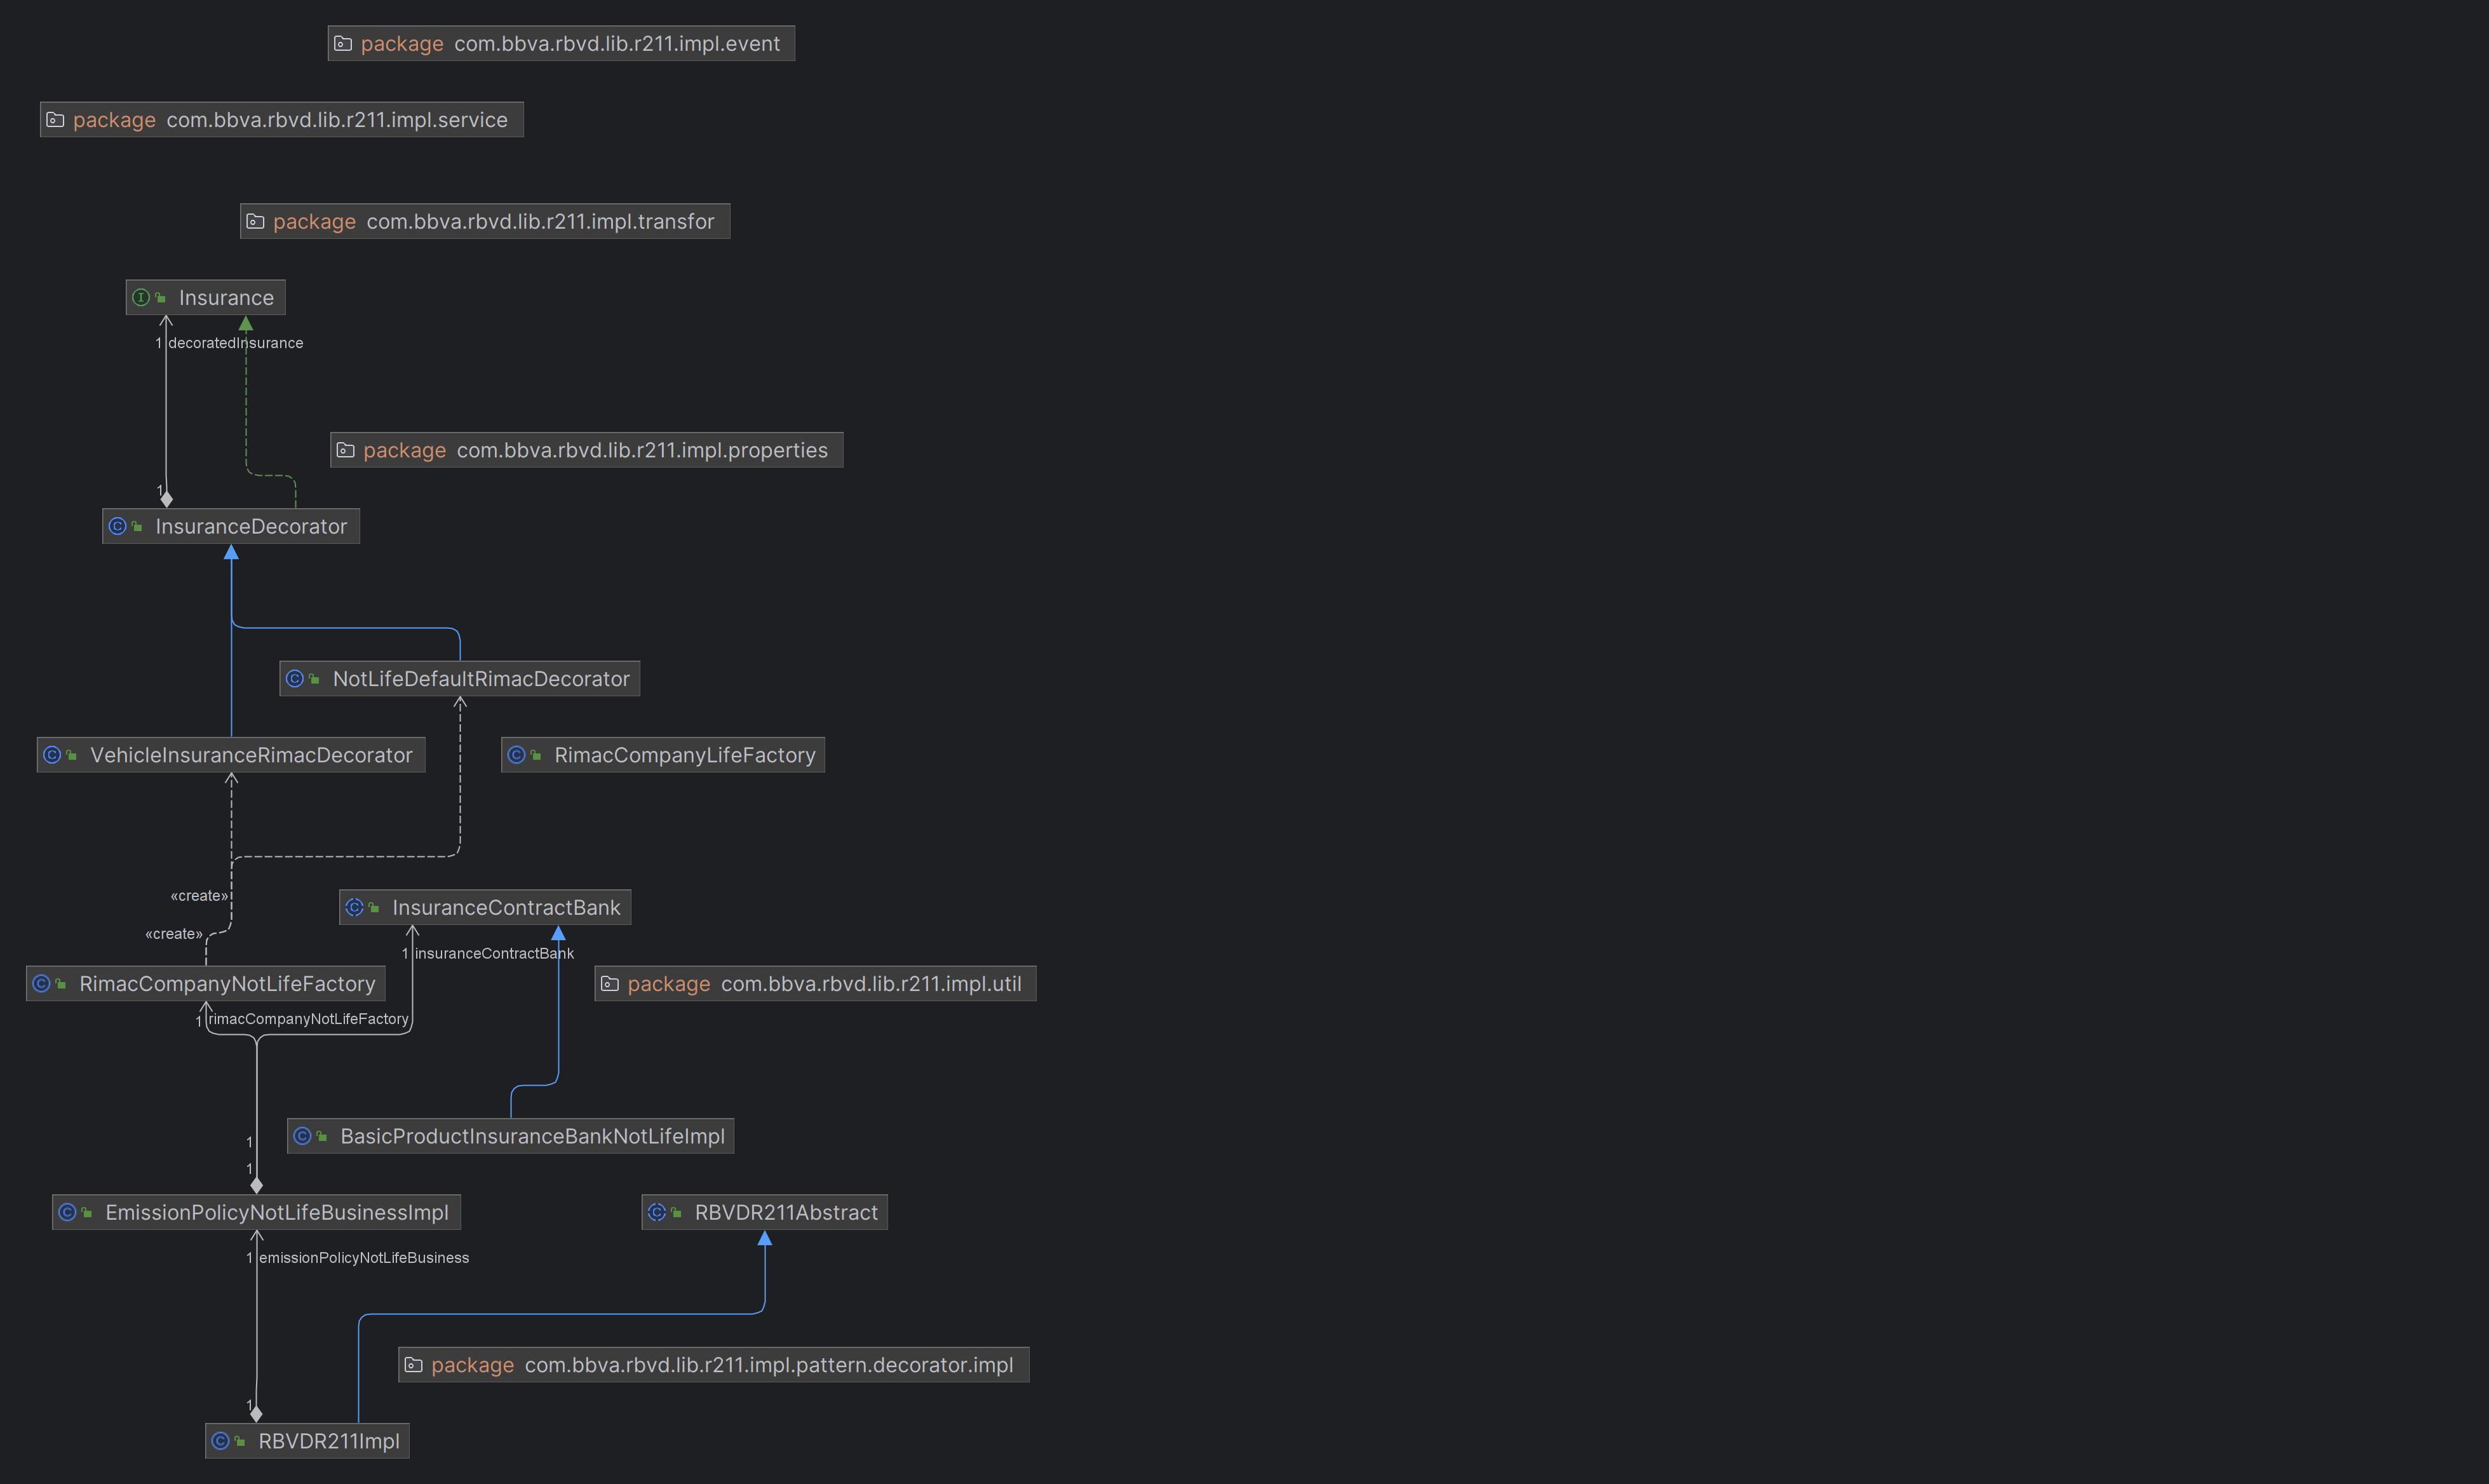 package com.bbva.rbvd.lib.r211.impl.event
package com.bbva.rbvd.lib.r211.impl.service
package com.bbva.rbvd.lib.r211.impl.transfor
I Insurance
1 decoratedInsurance
package com.bbva.rbvd.lib.r211.impl.properties
1
C InsuranceDecorator
C NotLifeDefaultRimacDecorator
C VehicleInsuranceRimacDecorator
C RimacCompanyLifeFactory
«create»
C InsuranceContractBank
«create»
1 insuranceContractBank
C RimacCompanyNotLifeFactory
package com.bbva.rbvd.lib.r211.impl.util
1 rimacCompanyNotLifeFactory
C BasicProductInsuranceBankNotLifeImpl
1
1
C EmissionPolicyNotLifeBusinessImpl
C RBVDR211Abstract
1 emissionPolicyNotLifeBusiness
package com.bbva.rbvd.lib.r211.impl.pattern.decorator.impl
1
C RBVDR211Impl